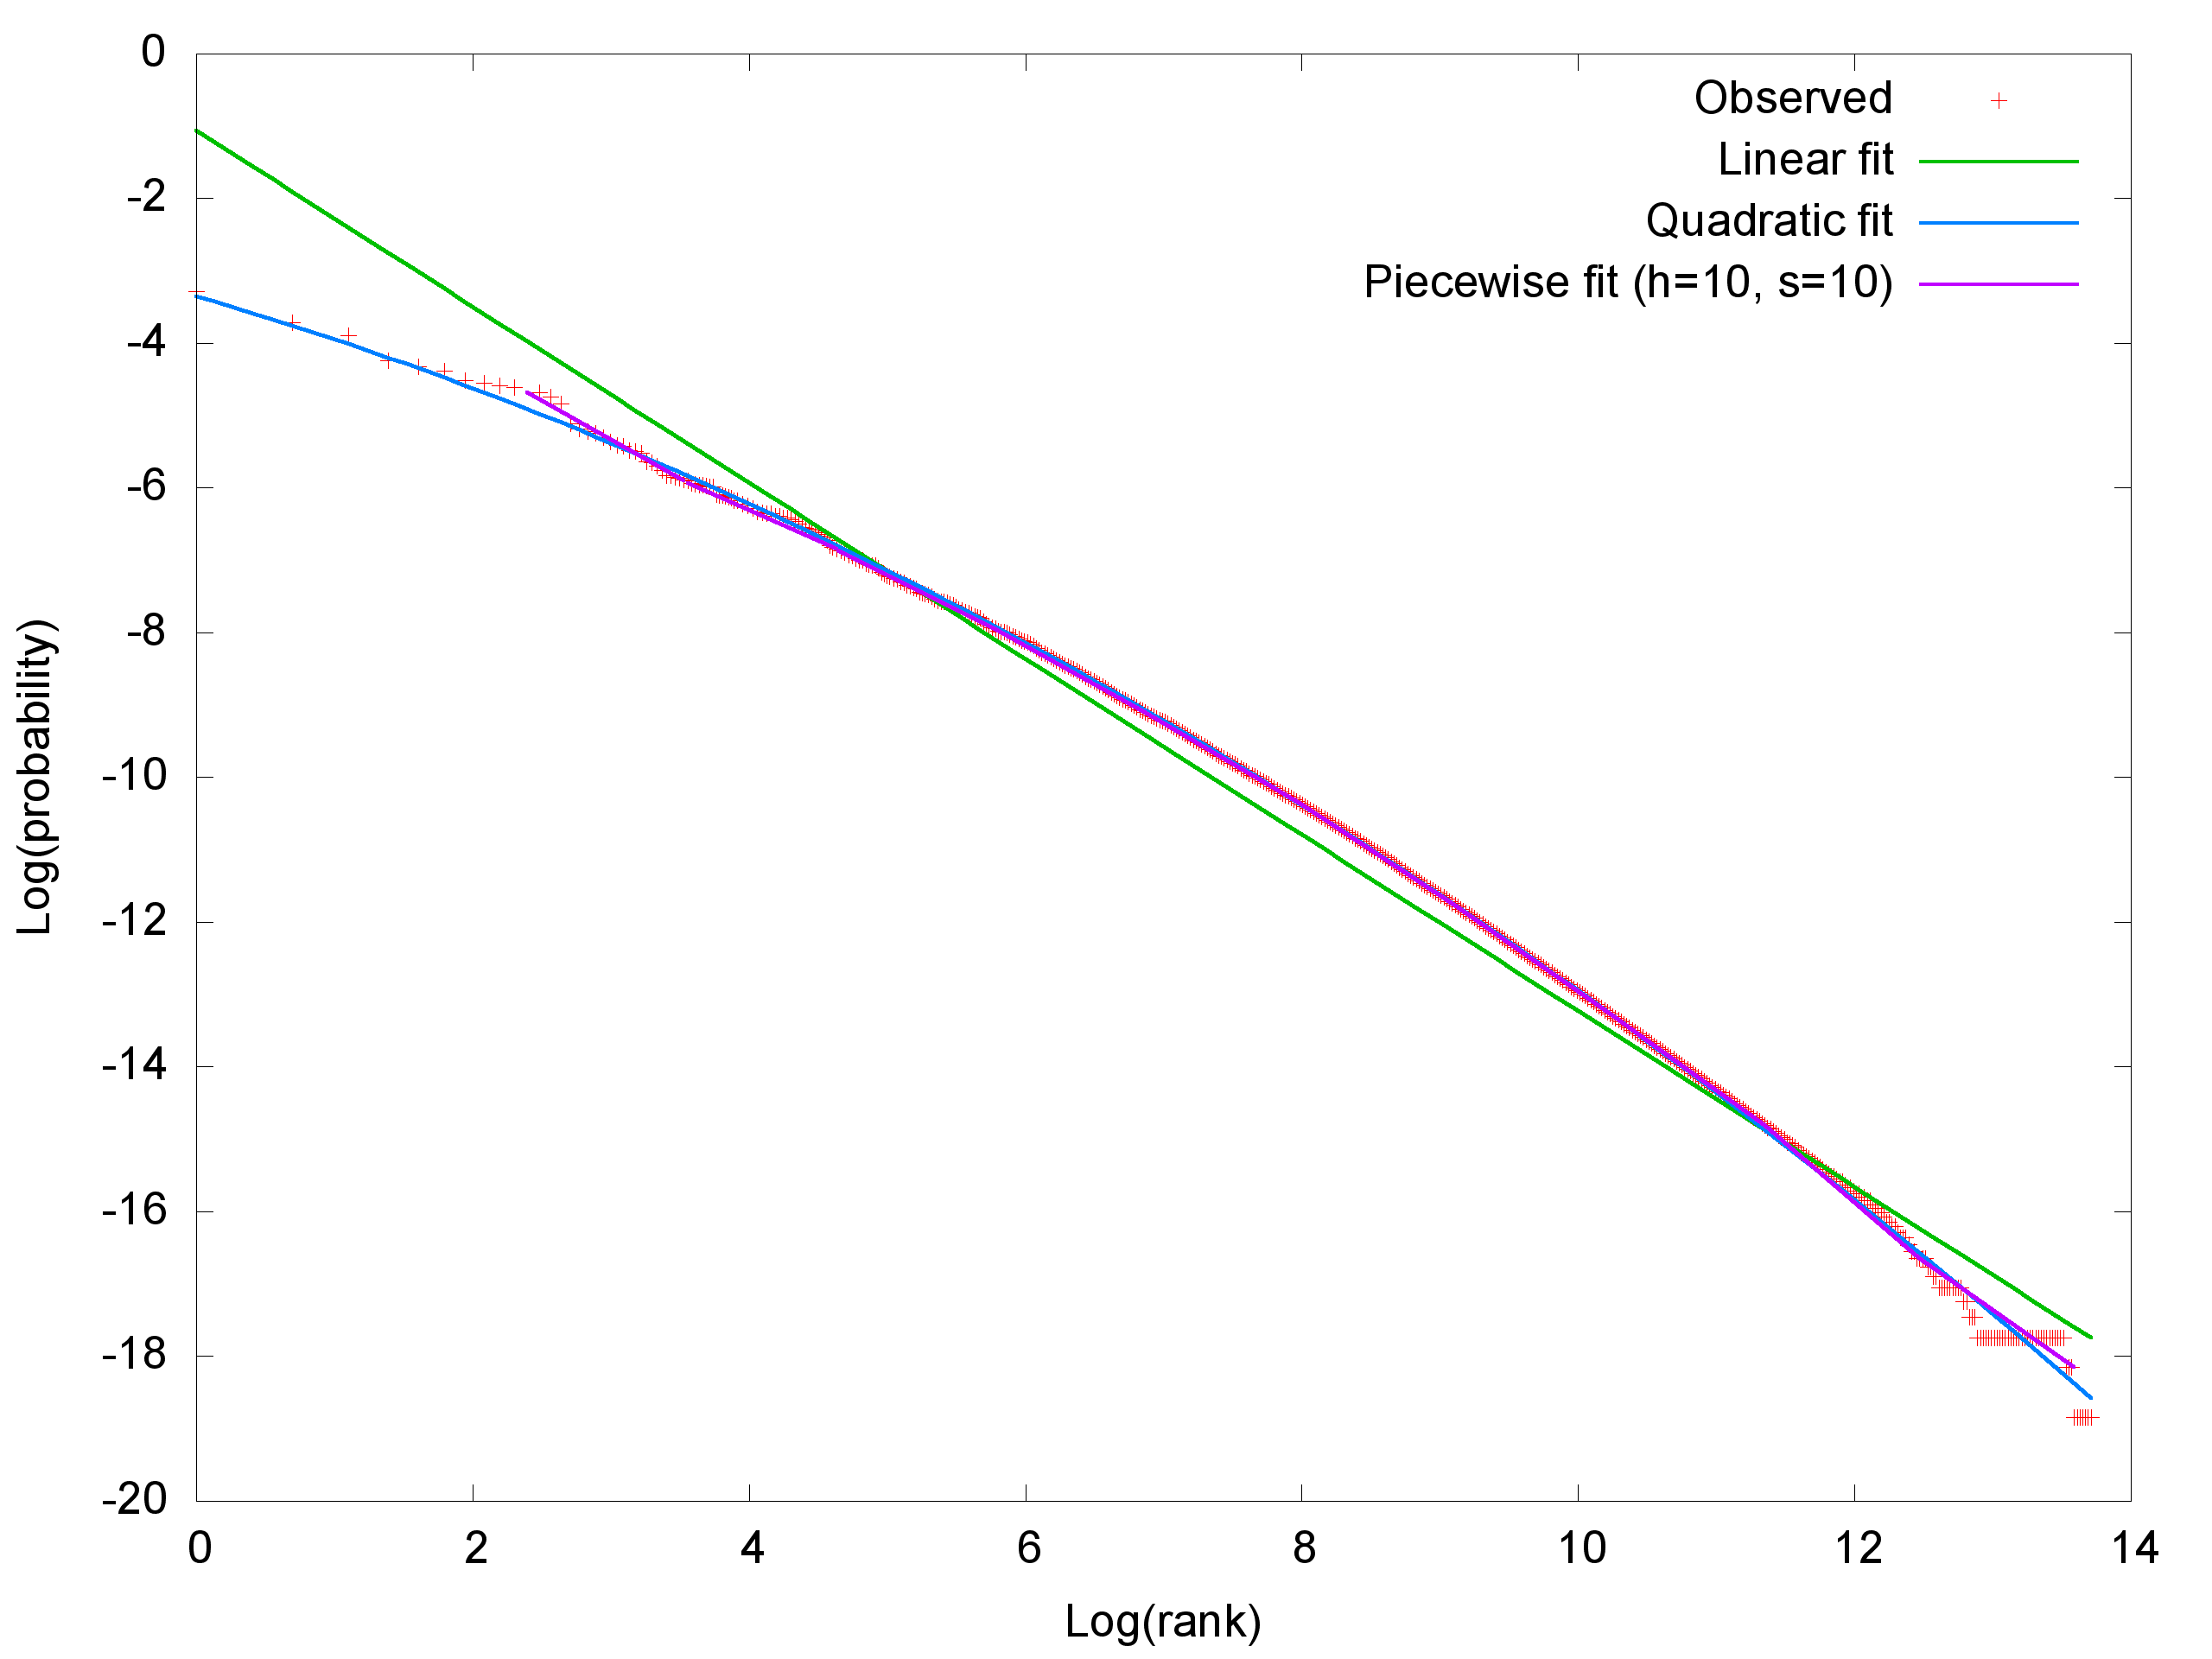 0
-2
-4
-6
-8
-10
-12
-14
-16
-18
-20
0 2 4 6 8 10 12 14
Log(probability)
Log(rank)
Observed
Linear fit
Quadratic fit
Piecewise fit (h=10, s=10)